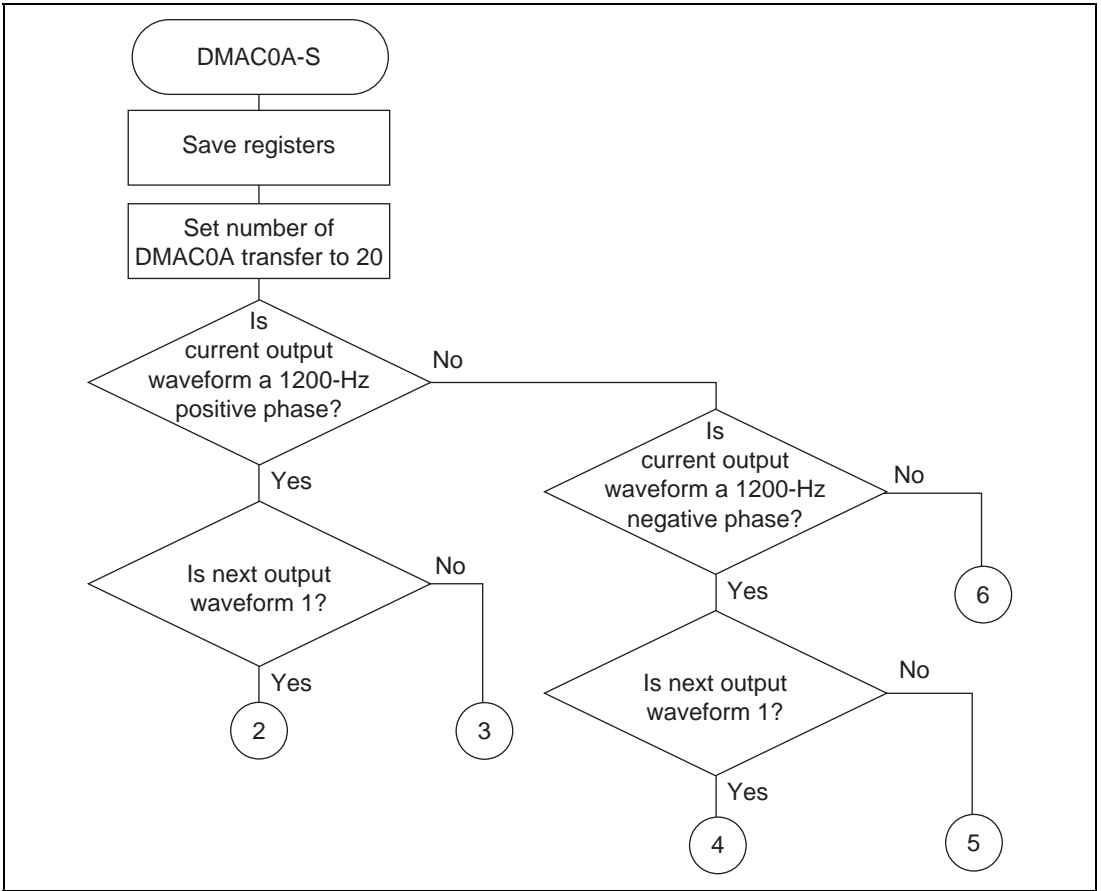 DMAC0A-S
Save registers
Set number of
DMAC0A transfer to 20
Is
current output
waveform a 1200-Hz
positive phase?
No
Yes
Is
current output
waveform a 1200-Hz
negative phase?
No
6
Yes
Is next output
waveform 1?
No
3
Yes
2
Is next output
waveform 1?
No
5
Yes
4